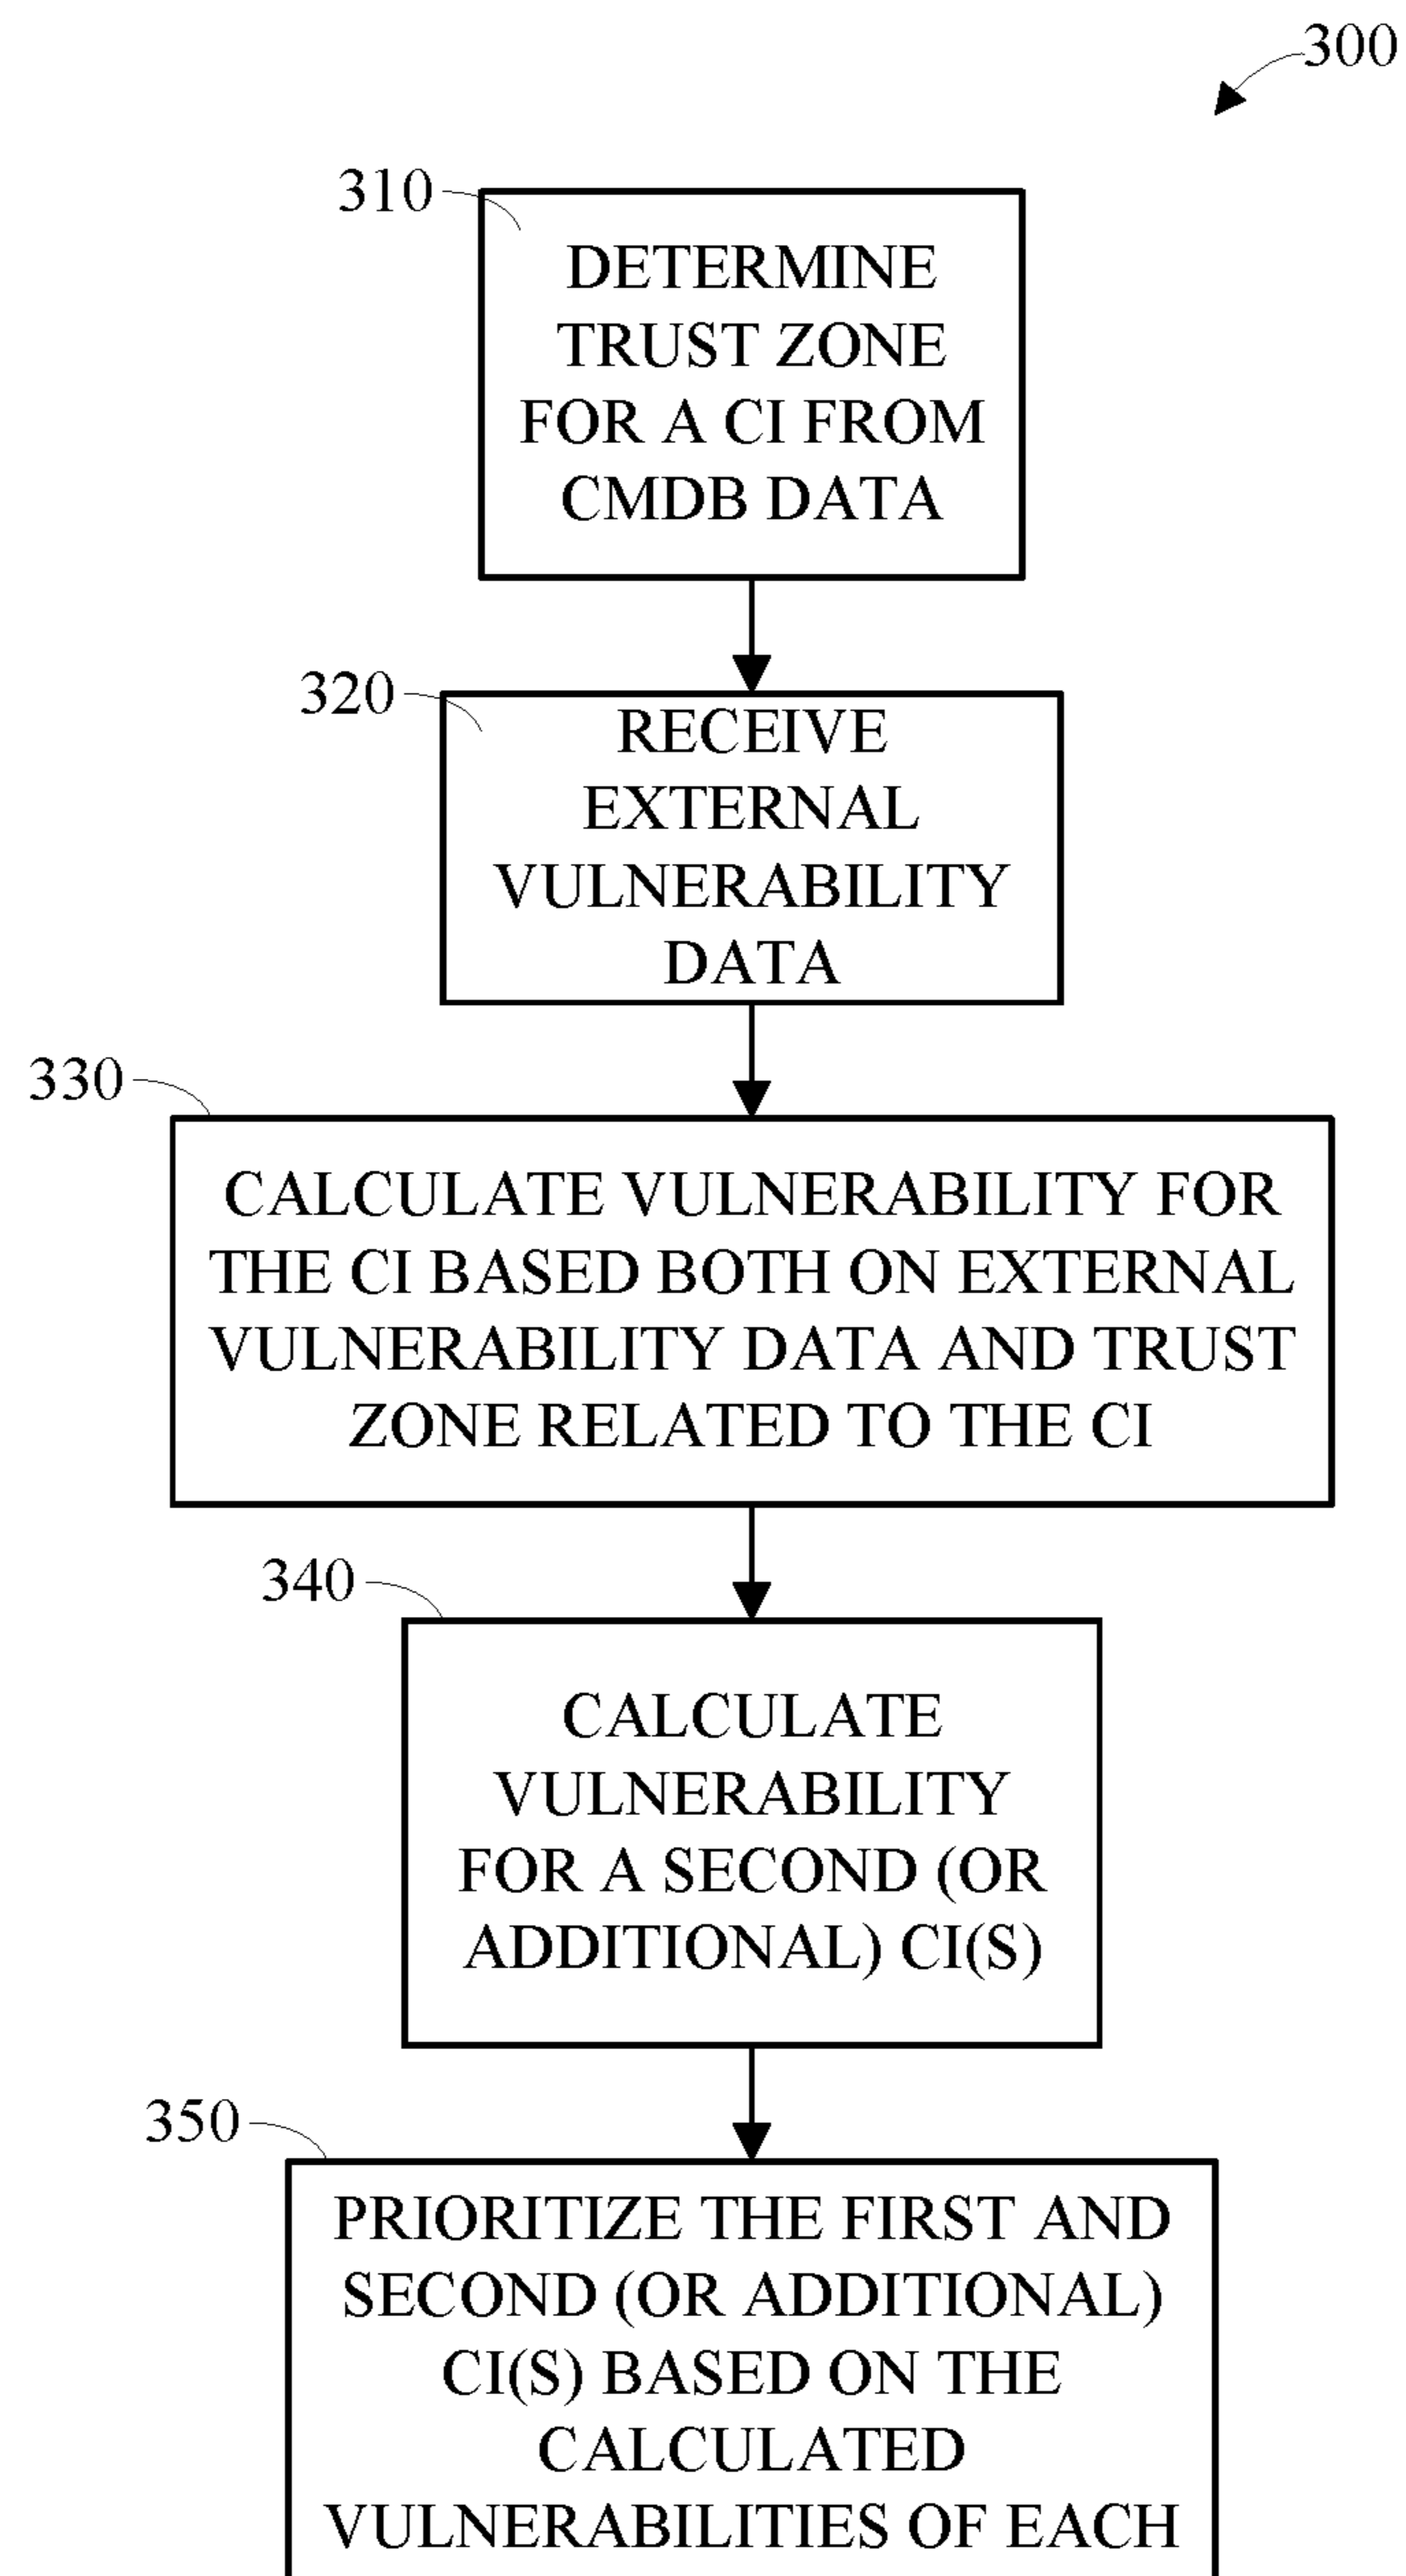 300
310
DETERMINE
TRUST ZONE
FOR A CI FROM
CMDB DATA
320
RECEIVE
EXTERNAL
VULNERABILITY
DATA
330
CALCULATE VULNERABILITY FOR
THE CI BASED BOTH ON EXTERNAL
VULNERABILITY DATA AND TRUST
ZONE RELATED TO THE CI
340
CALCULATE
VULNERABILITY
FOR A SECOND (OR
ADDITIONAL) CI(S)
350
PRIORITIZE THE FIRST AND
SECOND (OR ADDITIONAL)
CI(S) BASED ON THE
CALCULATED
VULNERABILITIES OF EACH